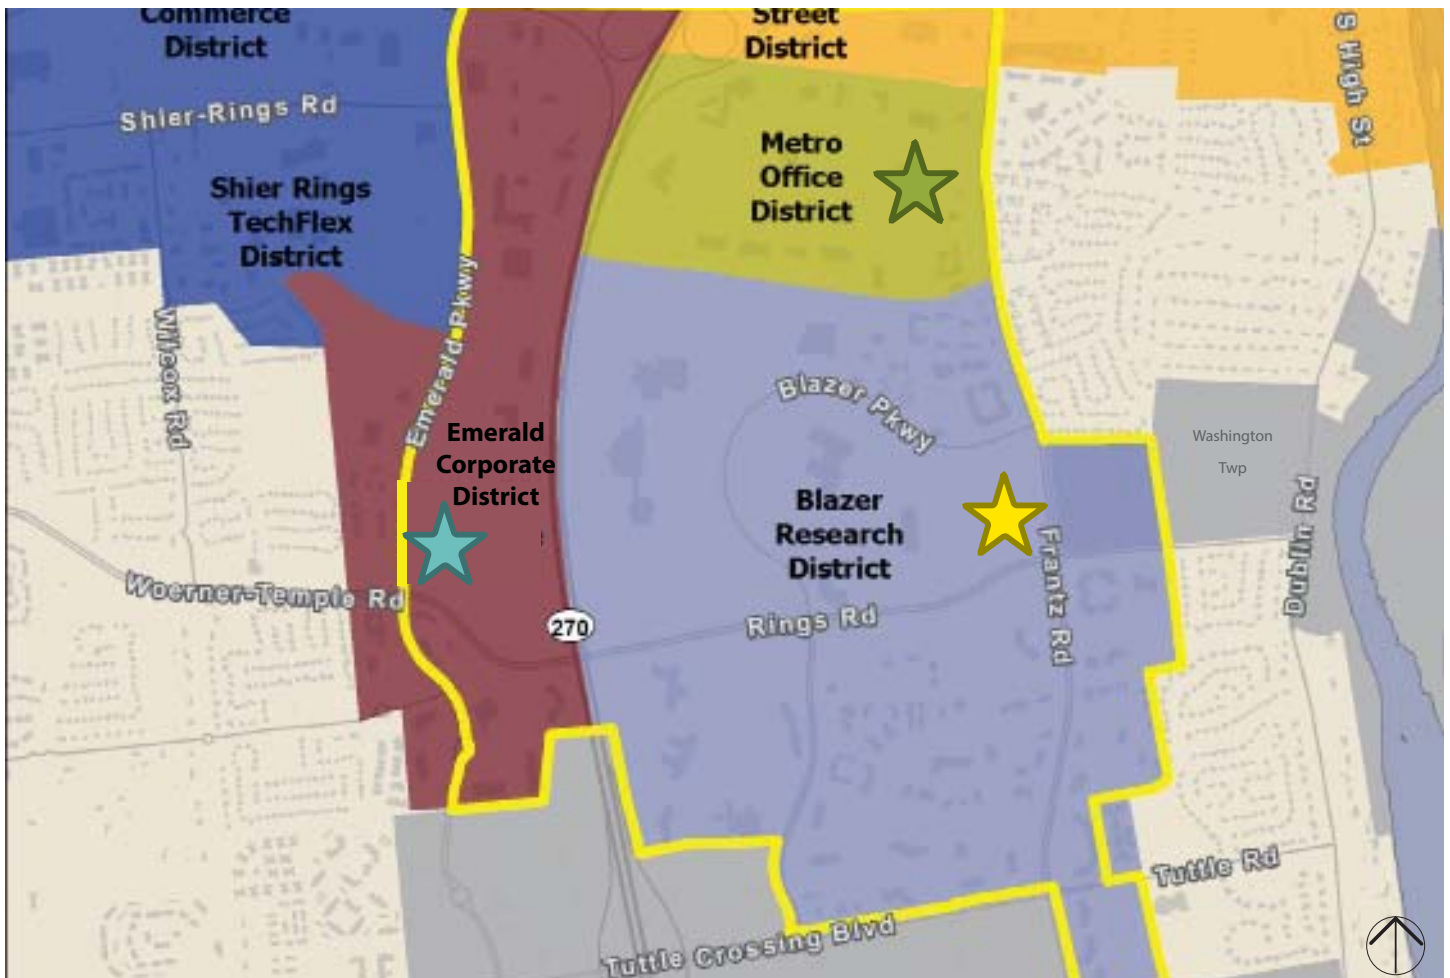 Commerce
District
Street
District
S High St
Shier-Rings Rd
Metro
Office
District
Shier Rings
TechFlex
District
Emerald Pkwy
Wilcox Rd
Blazer Pkwy
Emerald
Corporate
District
Washington
Twp
Blazer
Research
District
Dublin Rd
Frantz Rd
Woerner-Temple Rd
270
Rings Rd
Tuttle Rd
Tuttle Crossing Blvd